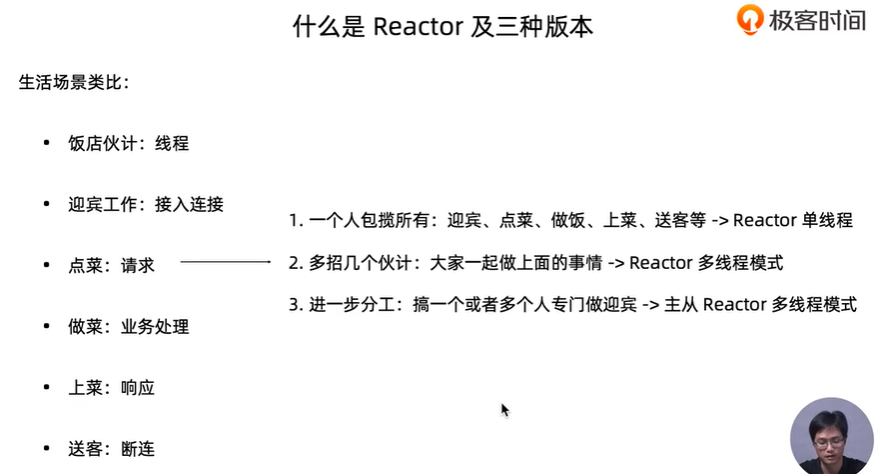 什么是 Reactor 及三种版本
极客时间
生活场景类比：
• 饭店伙计：线程
• 迎宾工作：接入连接
• 点菜：请求
• 做菜：业务处理
• 上菜：响应
• 送客：断连
1. 一个人包揽所有：迎宾、点菜、做饭、上菜、送客等 -> Reactor 单线程
2. 多招几个伙计：大家一起做上面的事情 -> Reactor 多线程模式
3. 进一步分工：搞一个或者多个人专门做迎宾 -> 主从 Reactor 多线程模式